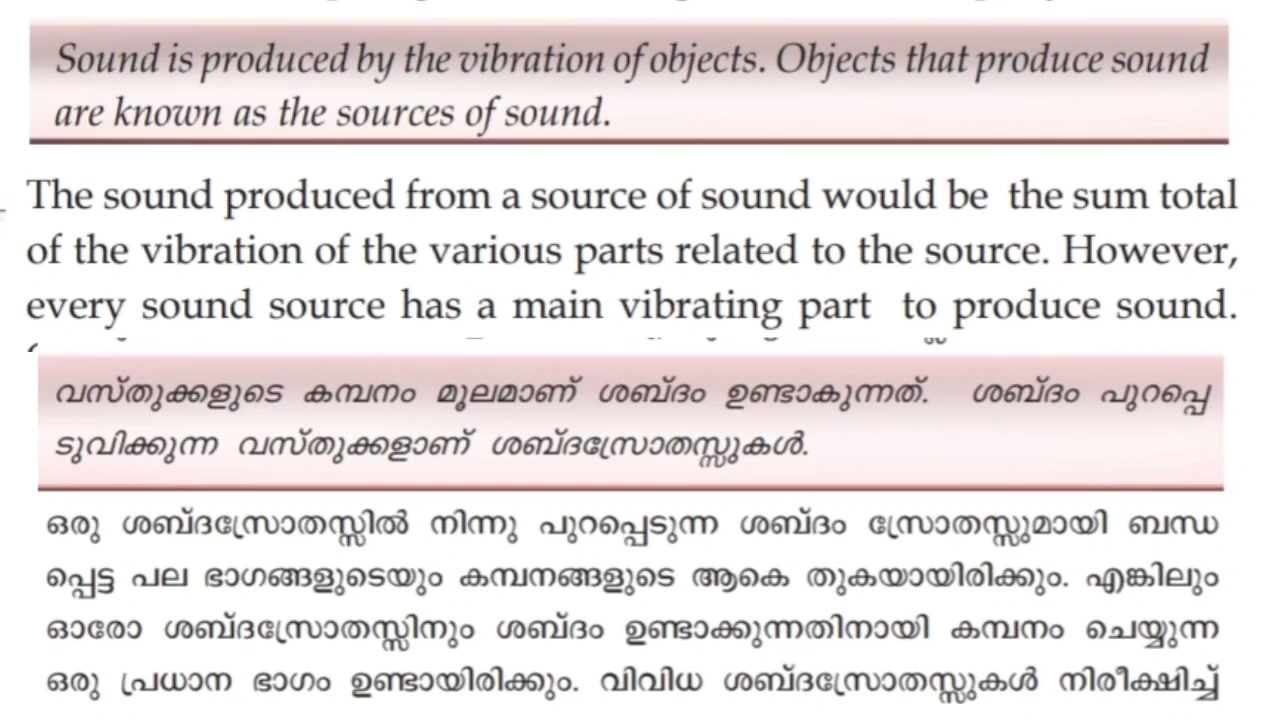 Sound is produced by the vibration of objects. Objects that produce sound
are known as the sources of sound.
The sound produced from a source of sound would be the sum total
of the vibration of the various parts related to the source. However,
every sound source has a main vibrating part to produce sound.
വസ്തുക്കളുടെ കമ്പനം മൂലമാണ് ശബ്ദം ഉണ്ടാകുന്നത്. ശബ്ദം പുറപ്പെ
ടുവിക്കുന്ന വസ്തുക്കളാണ് ശബ്ദസ്രോതസ്സുകൾ.
ഒരു ശബ്ദസ്രോതസ്സിൽ നിന്നു പുറപ്പെടുന്ന ശബ്ദം സ്രോതസ്സുമായി ബന്ധ
പ്പെട്ട പല ഭാഗങ്ങളുടെയും കമ്പനങ്ങളുടെ ആകെ തുകയായിരിക്കും. എങ്കിലും
ഓരോ ശബ്ദസ്രോതസ്സിനും ശബ്ദം ഉണ്ടാക്കുന്നതിനായി കമ്പനം ചെയ്യുന്ന
ഒരു പ്രധാന ഭാഗം ഉണ്ടായിരിക്കും. വിവിധ ശബ്ദസ്രോതസ്സുകൾ നിരീക്ഷിച്ച്